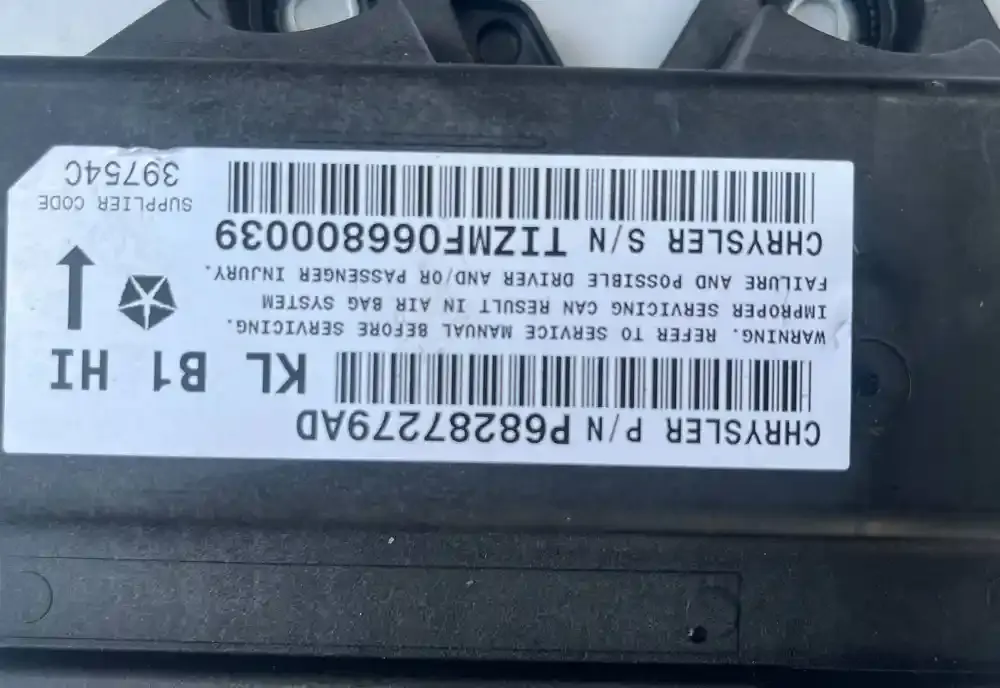 CHRYSLER P/N P68287279AD
KL B1 HI
WARNING. REFER TO SERVICE MANUAL BEFORE SERVICING.
IMPROPER SERVICING CAN RESULT IN AIR BAG SYSTEM
FAILURE AND POSSIBLE DRIVER AND/OR PASSENGER INJURY.
CHRYSLER S/N TIZMF066800039
SUPPLIER CODE
39754C